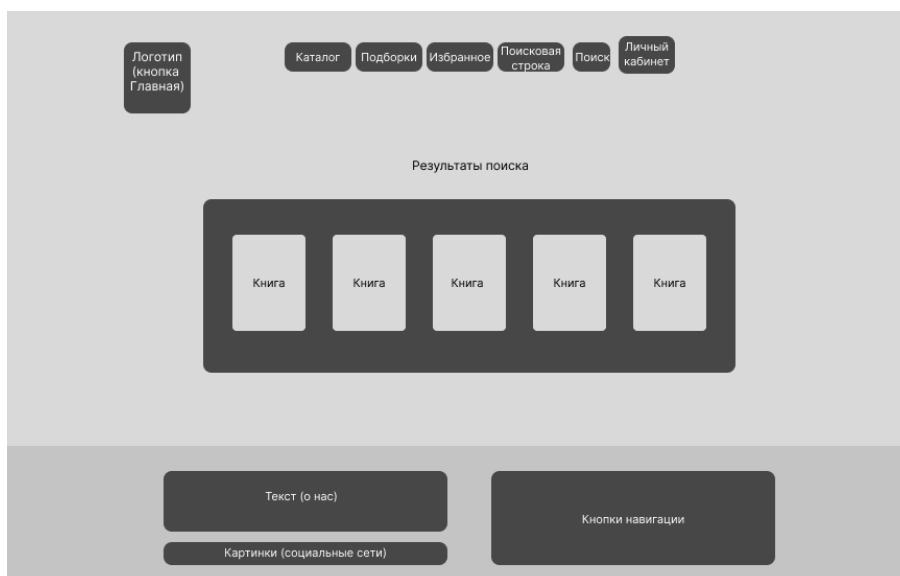 Логотип
(кнопка
Главная)
Каталог
Подборки
Избранное
Поисковая
строка
Поиск
Личный
кабинет
Результаты поиска
Книга
Книга
Книга
Книга
Книга
Текст (о нас)
Картинки (социальные сети)
Кнопки навигации